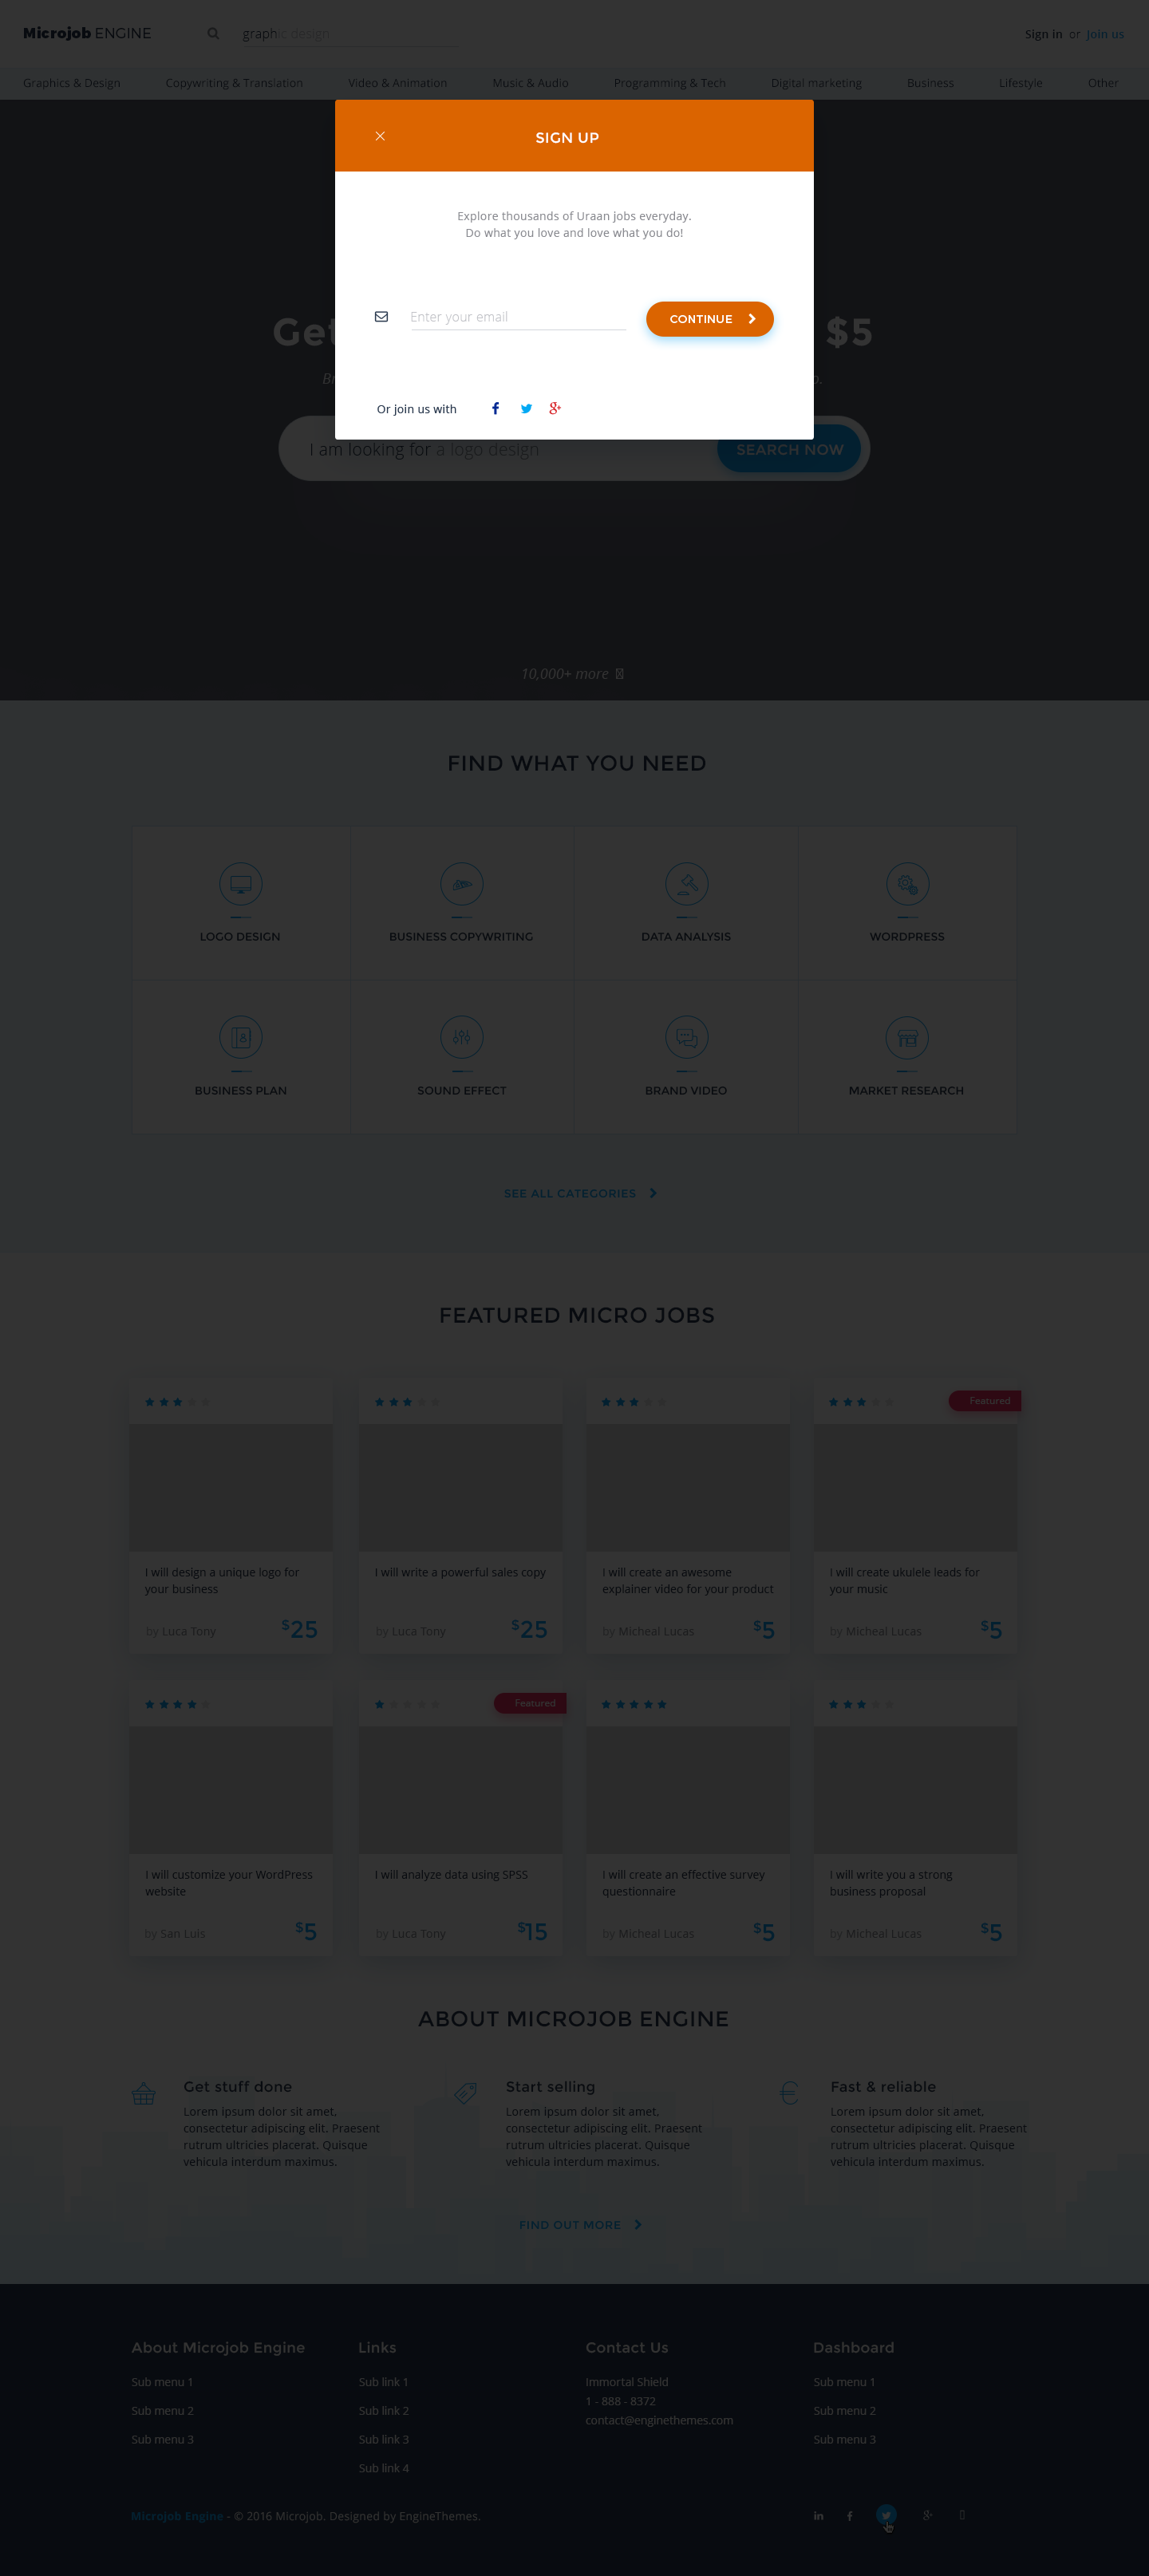 Microjob ENGINE
graphic design
Sign in or Join us
Graphics & Design Copywriting & Translation Video & Animation Music & Audio Programming & Tech Digital marketing Business Lifestyle Other
SIGN UP
Explore thousands of Uraan jobs everyday.
Do what you love and love what you do!
Enter your email
CONTINUE
Get $5
Or join us with
I am looking for a logo design
SEARCH NOW
10,000+ more
FIND WHAT YOU NEED
LOGO DESIGN BUSINESS COPYWRITING DATA ANALYSIS WORDPRESS
BUSINESS PLAN SOUND EFFECT BRAND VIDEO MARKET RESEARCH
SEE ALL CATEGORIES
FEATURED MICRO JOBS
Featured
I will design a unique logo for
your business
by Luca Tony
$25
I will write a powerful sales copy
by Luca Tony
$25
I will create an awesome
explainer video for your product
by Micheal Lucas
$5
I will create ukulele leads for
your music
by Micheal Lucas
$5
Featured
I will customize your WordPress
website
by San Luis
$5
I will analyze data using SPSS
by Luca Tony
$15
I will create an effective survey
questionnaire
by Micheal Lucas
$5
I will write you a strong
business proposal
by Micheal Lucas
$5
ABOUT MICROJOB ENGINE
Get stuff done
Lorem ipsum dolor sit amet,
consectetur adipiscing elit. Praesent
rutrum ultricies placerat. Quisque
vehicula interdum maximus.
Start selling
Lorem ipsum dolor sit amet,
consectetur adipiscing elit. Praesent
rutrum ultricies placerat. Quisque
vehicula interdum maximus.
Fast & reliable
Lorem ipsum dolor sit amet,
consectetur adipiscing elit. Praesent
rutrum ultricies placerat. Quisque
vehicula interdum maximus.
FIND OUT MORE
About Microjob Engine
Sub menu 1
Sub menu 2
Sub menu 3
Links
Sub link 1
Sub link 2
Sub link 3
Sub link 4
Contact Us
Immortal Shield
1 - 888 - 8372
contact@enginethemes.com
Dashboard
Sub menu 1
Sub menu 2
Sub menu 3
Microjob Engine - © 2016 Microjob. Designed by EngineThemes.